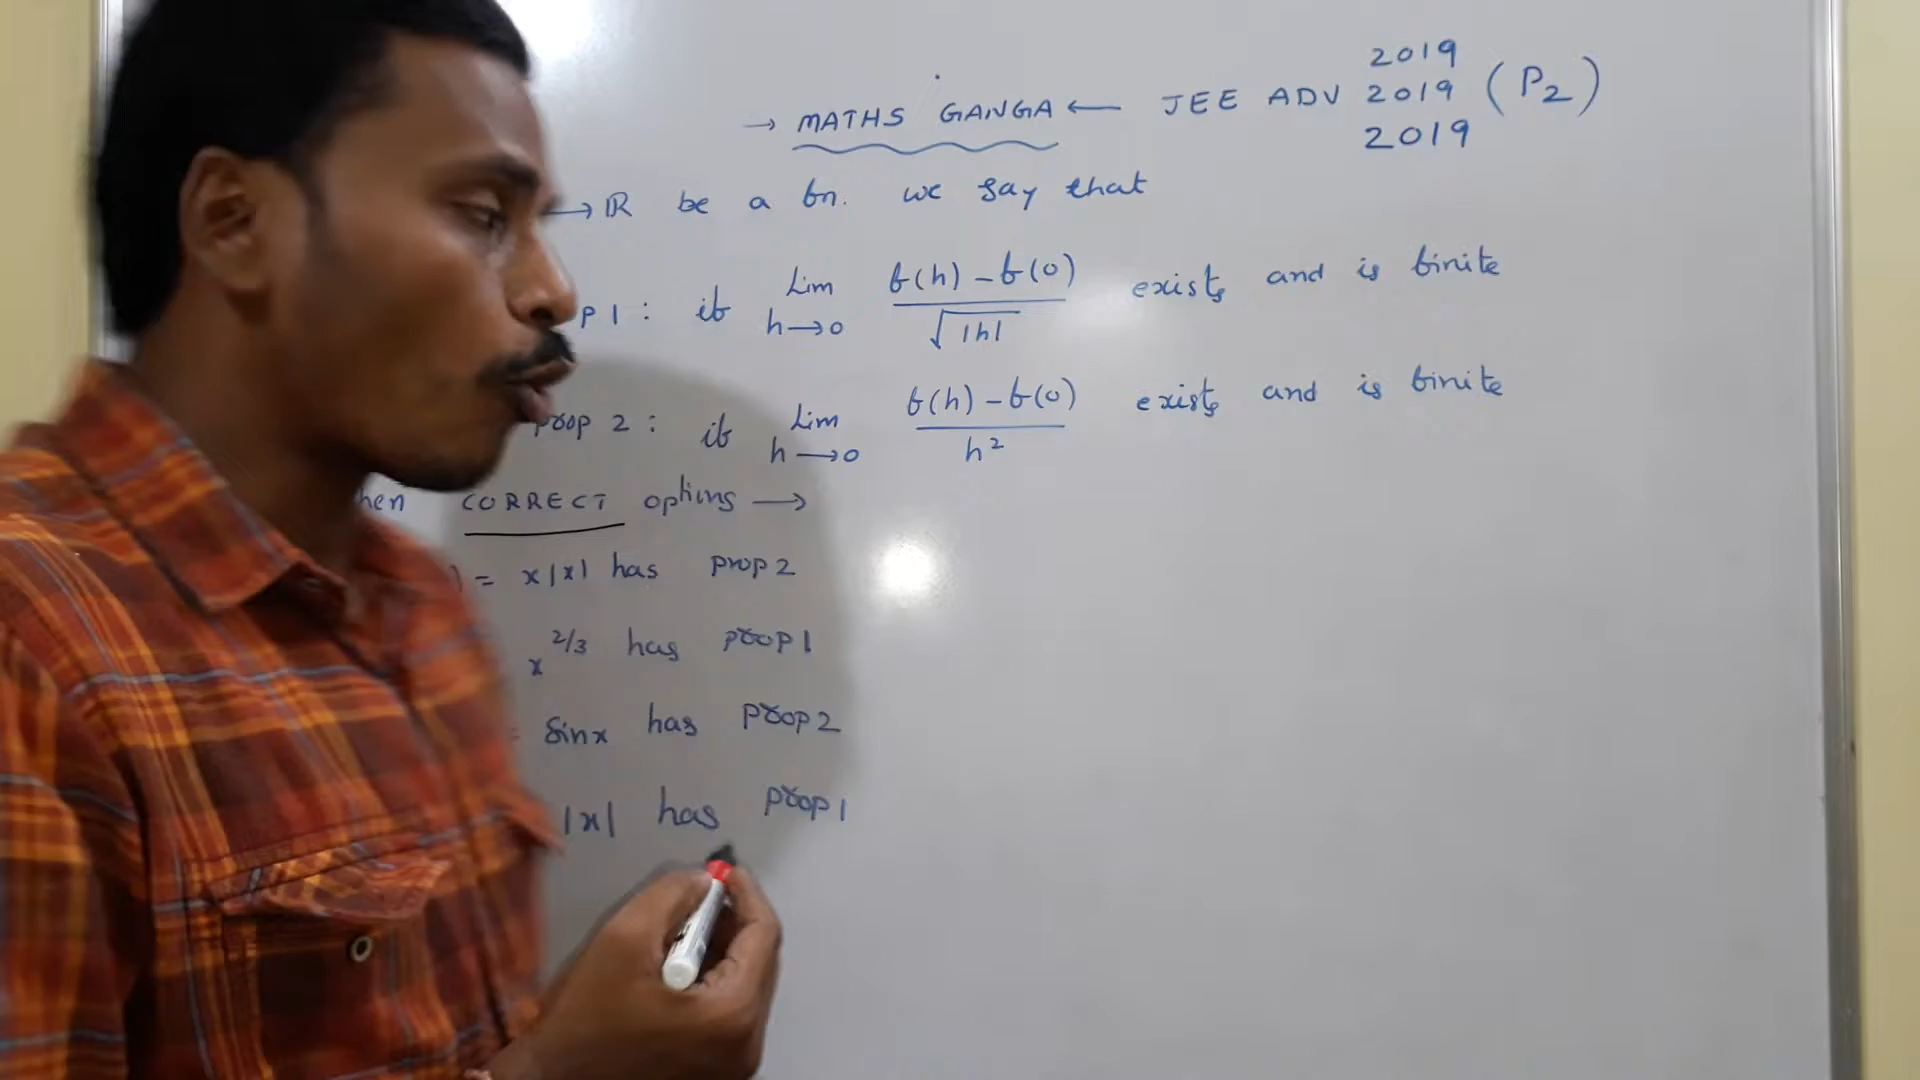 2019
→ MATHS GANGA ← JEE ADV 2019 (P2)
2019
→ ℝ be a fn. we say that
p 1 : if Lim h→0 f(h) – f(0) / √|h| exists and is finite
prop 2 : if Lim h→0 f(h) – f(0) / h² exists and is finite
hen CORRECT options →
) = x|x| has prop 2
x^2/3 has prop 1
= sinx has prop 2
|x| has prop 1